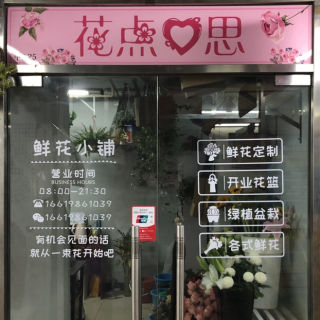 花点心思
鲜花小铺
营业时间
BUSINESS HOURS
08:00—21:30
16619861039
16619861039
有机会见面的话
就从一束花开始吧
鲜花定制
开业花篮
绿植盆栽
各式鲜花